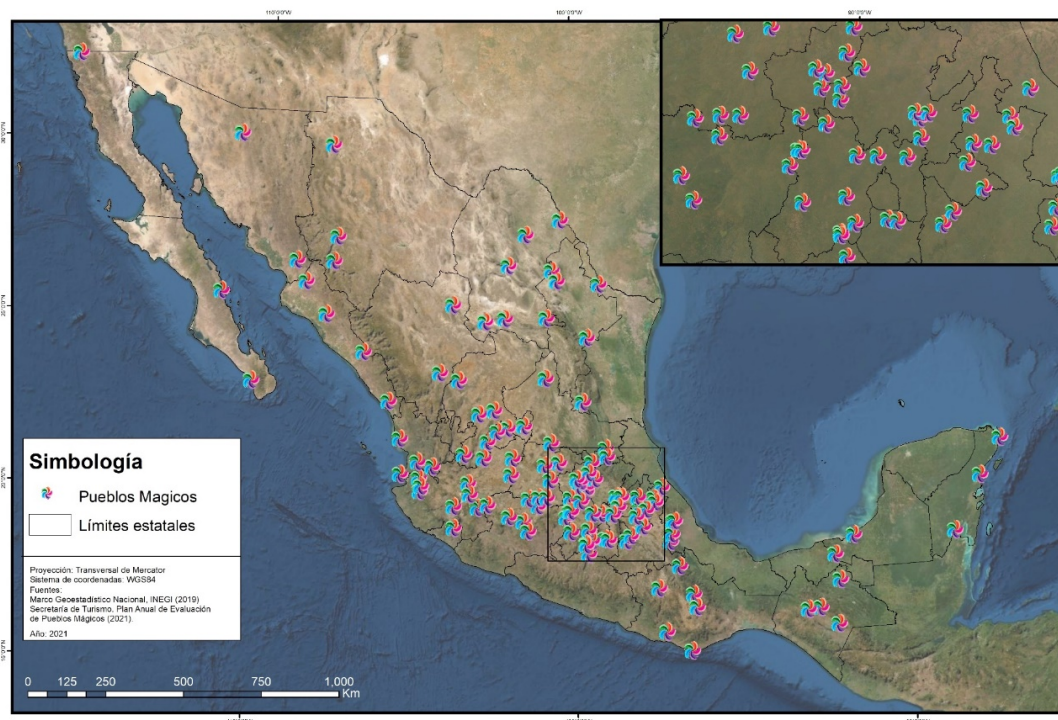 110°0'0"W
100°0'0"W
90°0'0"W
30°0'0"N
25°0'0"N
20°0'0"N
15°0'0"N
Simbología
Pueblos Magicos
Límites estatales
Proyección: Transversal de Mercator
Sistema de coordenadas: WGS84
Fuentes:
Marco Geoestadístico Nacional, INEGI (2019)
Secretaría de Turismo, Plan Anual de Evaluación
de Pueblos Mágicos (2021).
Año: 2021
0 125 250 500 750 1,000
Km